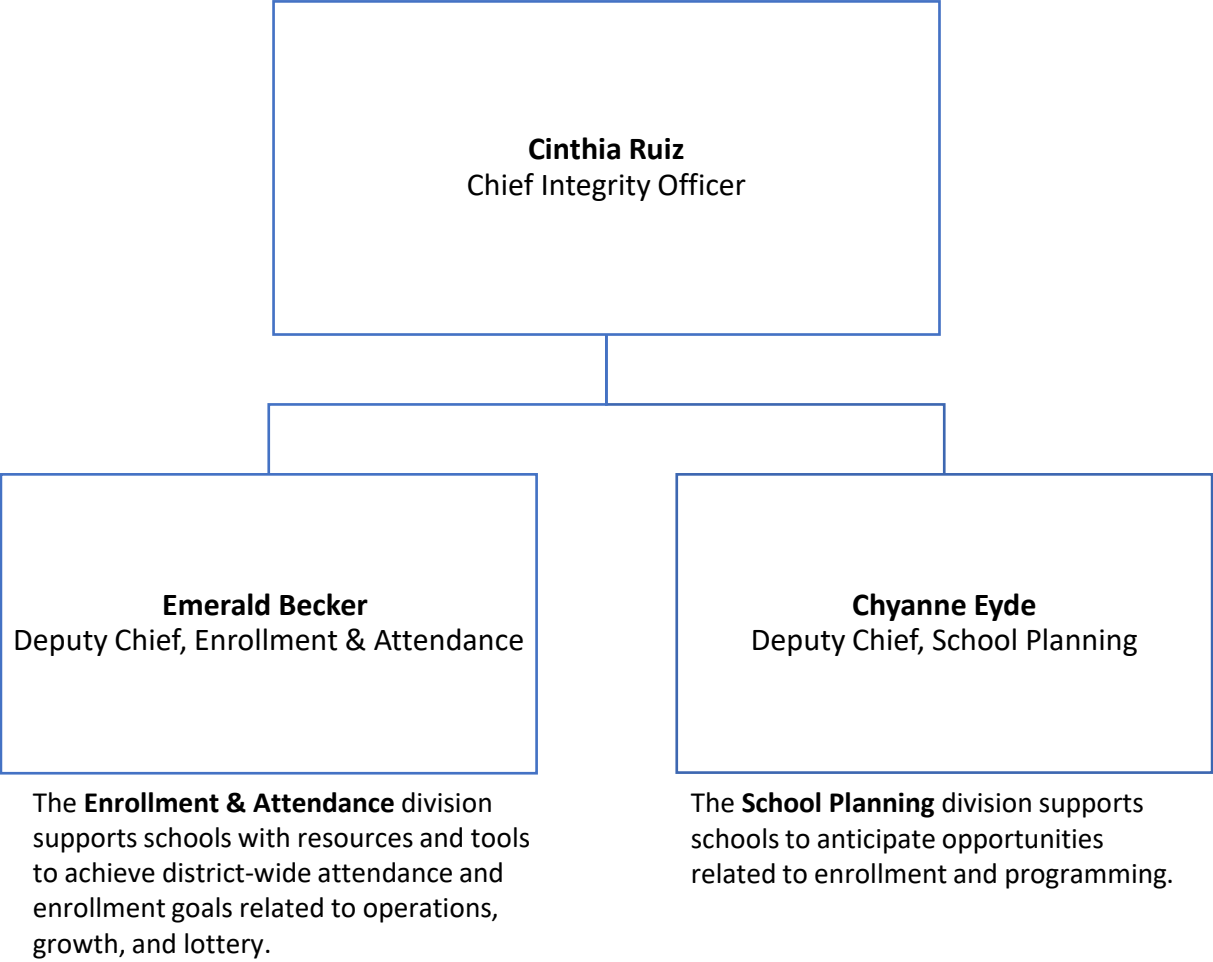 Cinthia Ruiz
Chief Integrity Officer
Emerald Becker
Deputy Chief, Enrollment & Attendance
Chyanne Eyde
Deputy Chief, School Planning
The Enrollment & Attendance division
supports schools with resources and tools
to achieve district-wide attendance and
enrollment goals related to operations,
growth, and lottery.
The School Planning division supports
schools to anticipate opportunities
related to enrollment and programming.